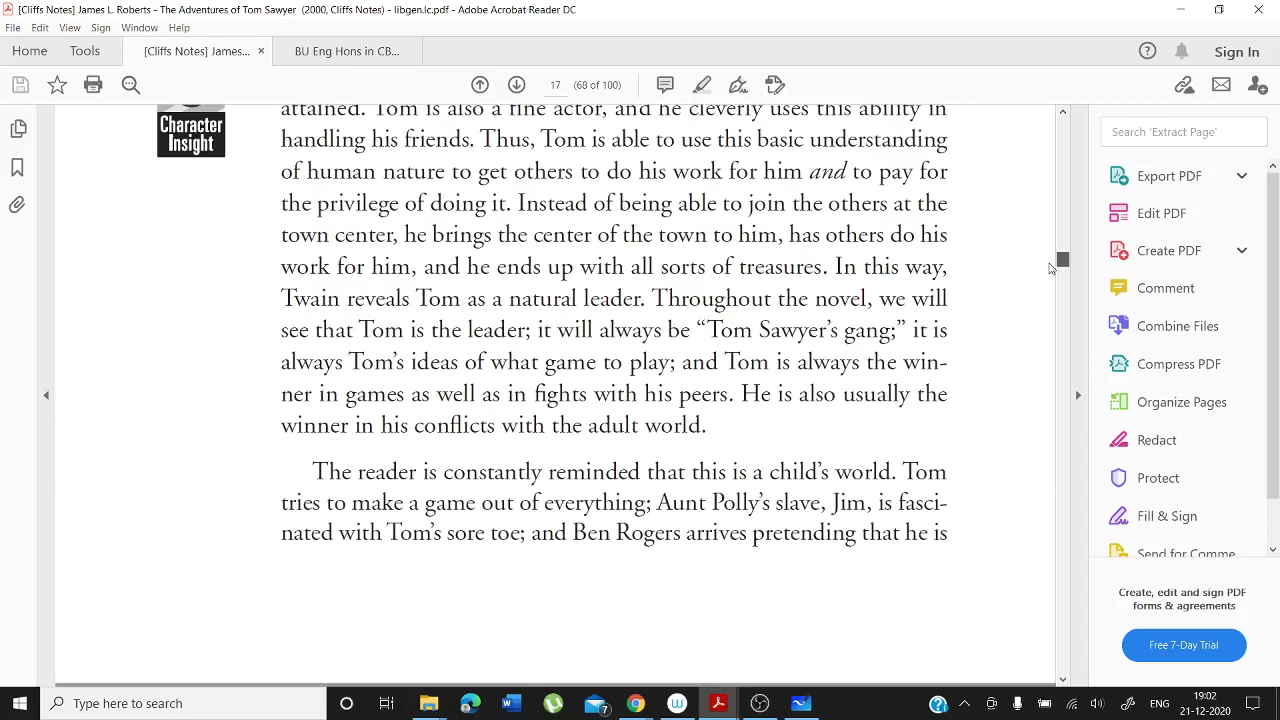 [Cliffs Notes] James L. Roberts - The Adventures of Tom Sawyer (2000, Cliffs Notes) - libgen.lc.pdf - Adobe Acrobat Reader DC
File Edit View Sign Window Help
Home Tools [Cliffs Notes] James... × BU Eng Hons in CB... Sign In
17 (68 of 100)
attained. Tom is also a fine actor, and he cleverly uses this ability in
handling his friends. Thus, Tom is able to use this basic understanding
of human nature to get others to do his work for him and to pay for
the privilege of doing it. Instead of being able to join the others at the
town center, he brings the center of the town to him, has others do his
work for him, and he ends up with all sorts of treasures. In this way,
Twain reveals Tom as a natural leader. Throughout the novel, we will
see that Tom is the leader; it will always be “Tom Sawyer’s gang;” it is
always Tom’s ideas of what game to play; and Tom is always the win-
ner in games as well as in fights with his peers. He is also usually the
winner in his conflicts with the adult world.
The reader is constantly reminded that this is a child’s world. Tom
tries to make a game out of everything; Aunt Polly’s slave, Jim, is fasci-
nated with Tom’s sore toe; and Ben Rogers arrives pretending that he is
Character
Insight
Search 'Extract Page'
Export PDF
Edit PDF
Create PDF
Comment
Combine Files
Compress PDF
Organize Pages
Redact
Protect
Fill & Sign
Send for Comme
Create, edit and sign PDF
forms & agreements
Free 7-Day Trial
Type here to search
7
W
ENG
19:02
21-12-2020